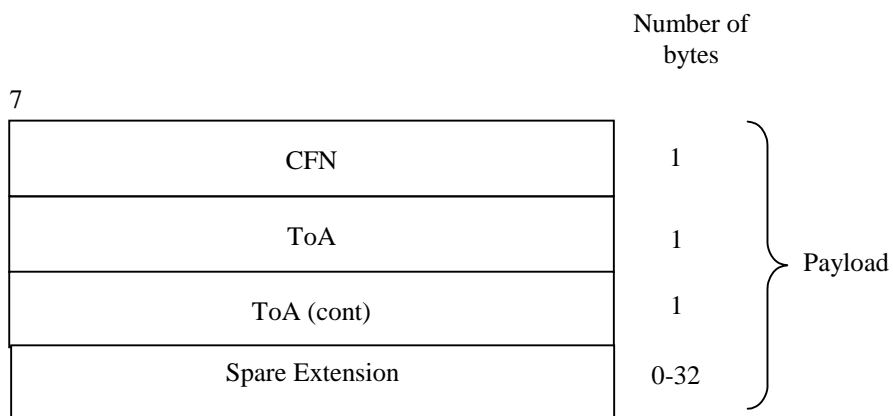 Number of
bytes
7
CFN 1
ToA 1
Payload
ToA (cont) 1
Spare Extension 0-32